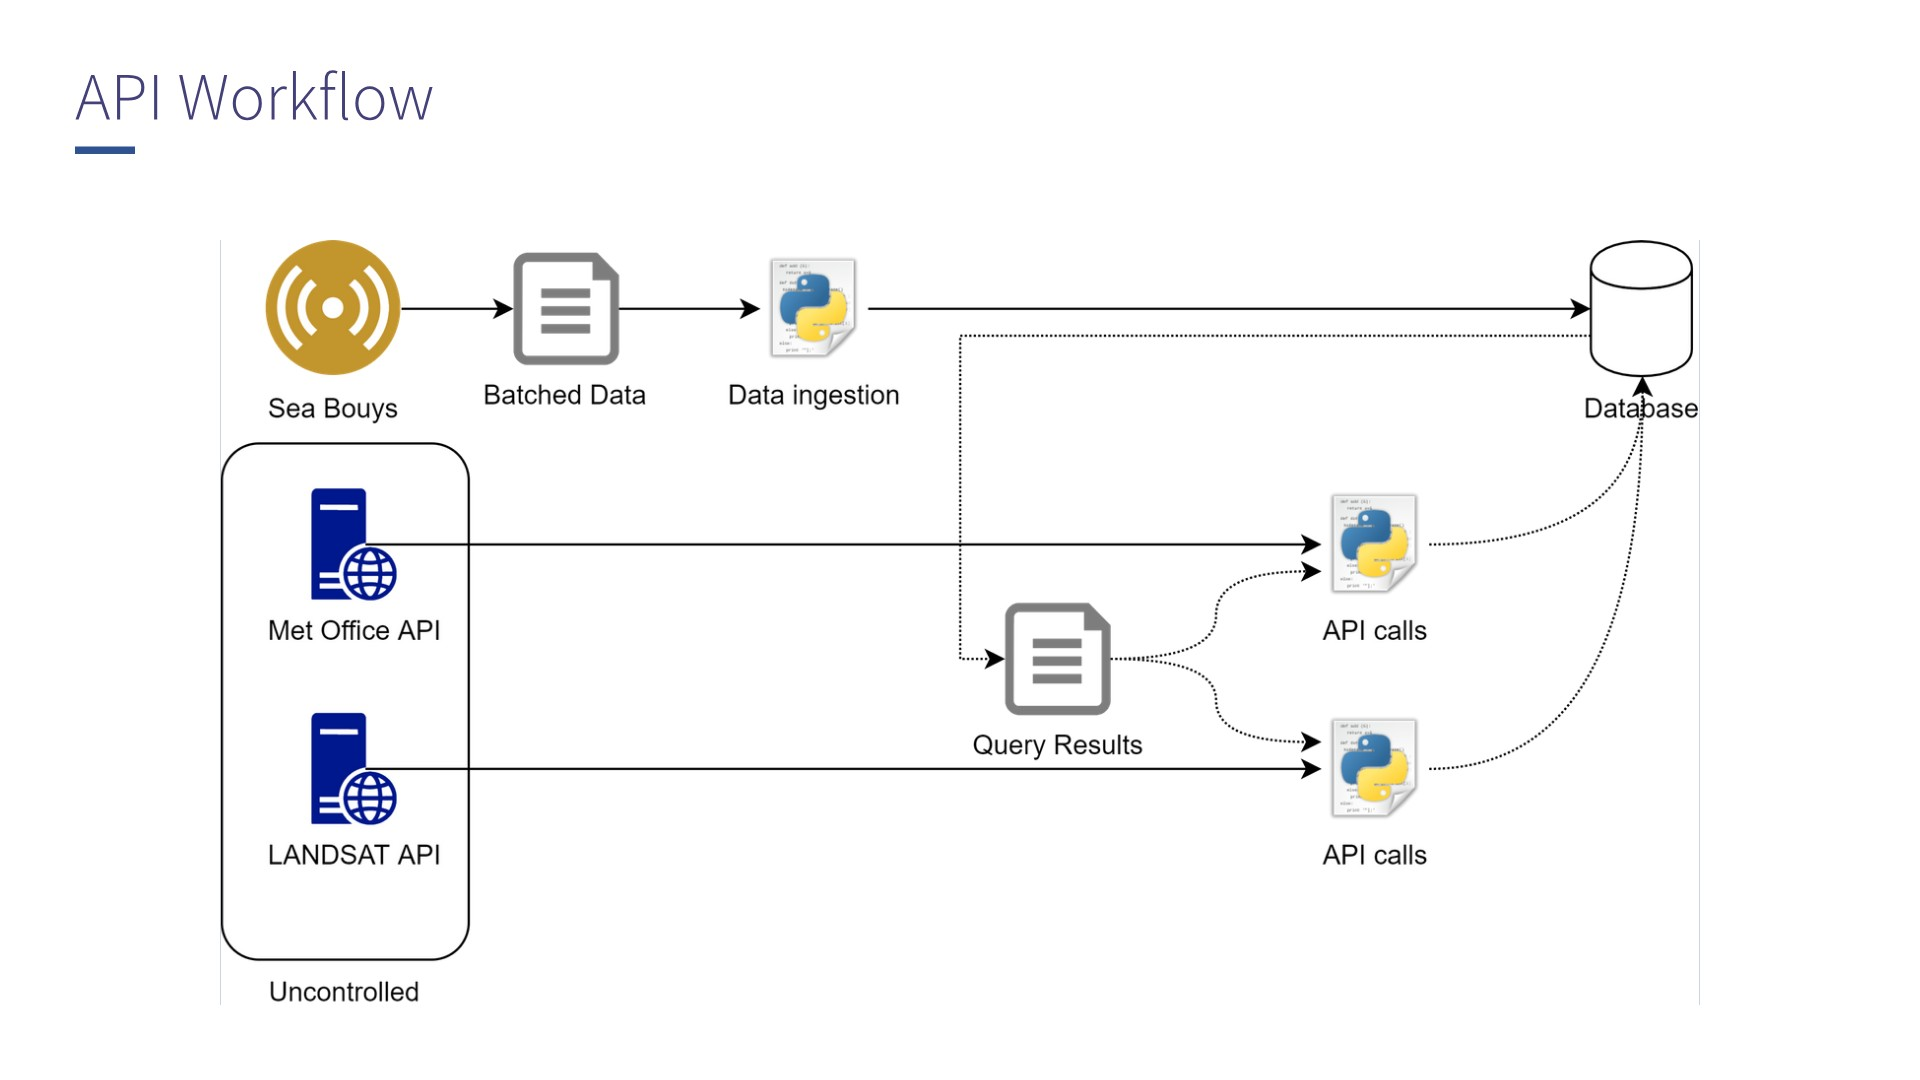 API Workflow
Sea Bouys
Batched Data
Data ingestion
Database
Met Office API
API calls
Query Results
LANDSAT API
API calls
Uncontrolled